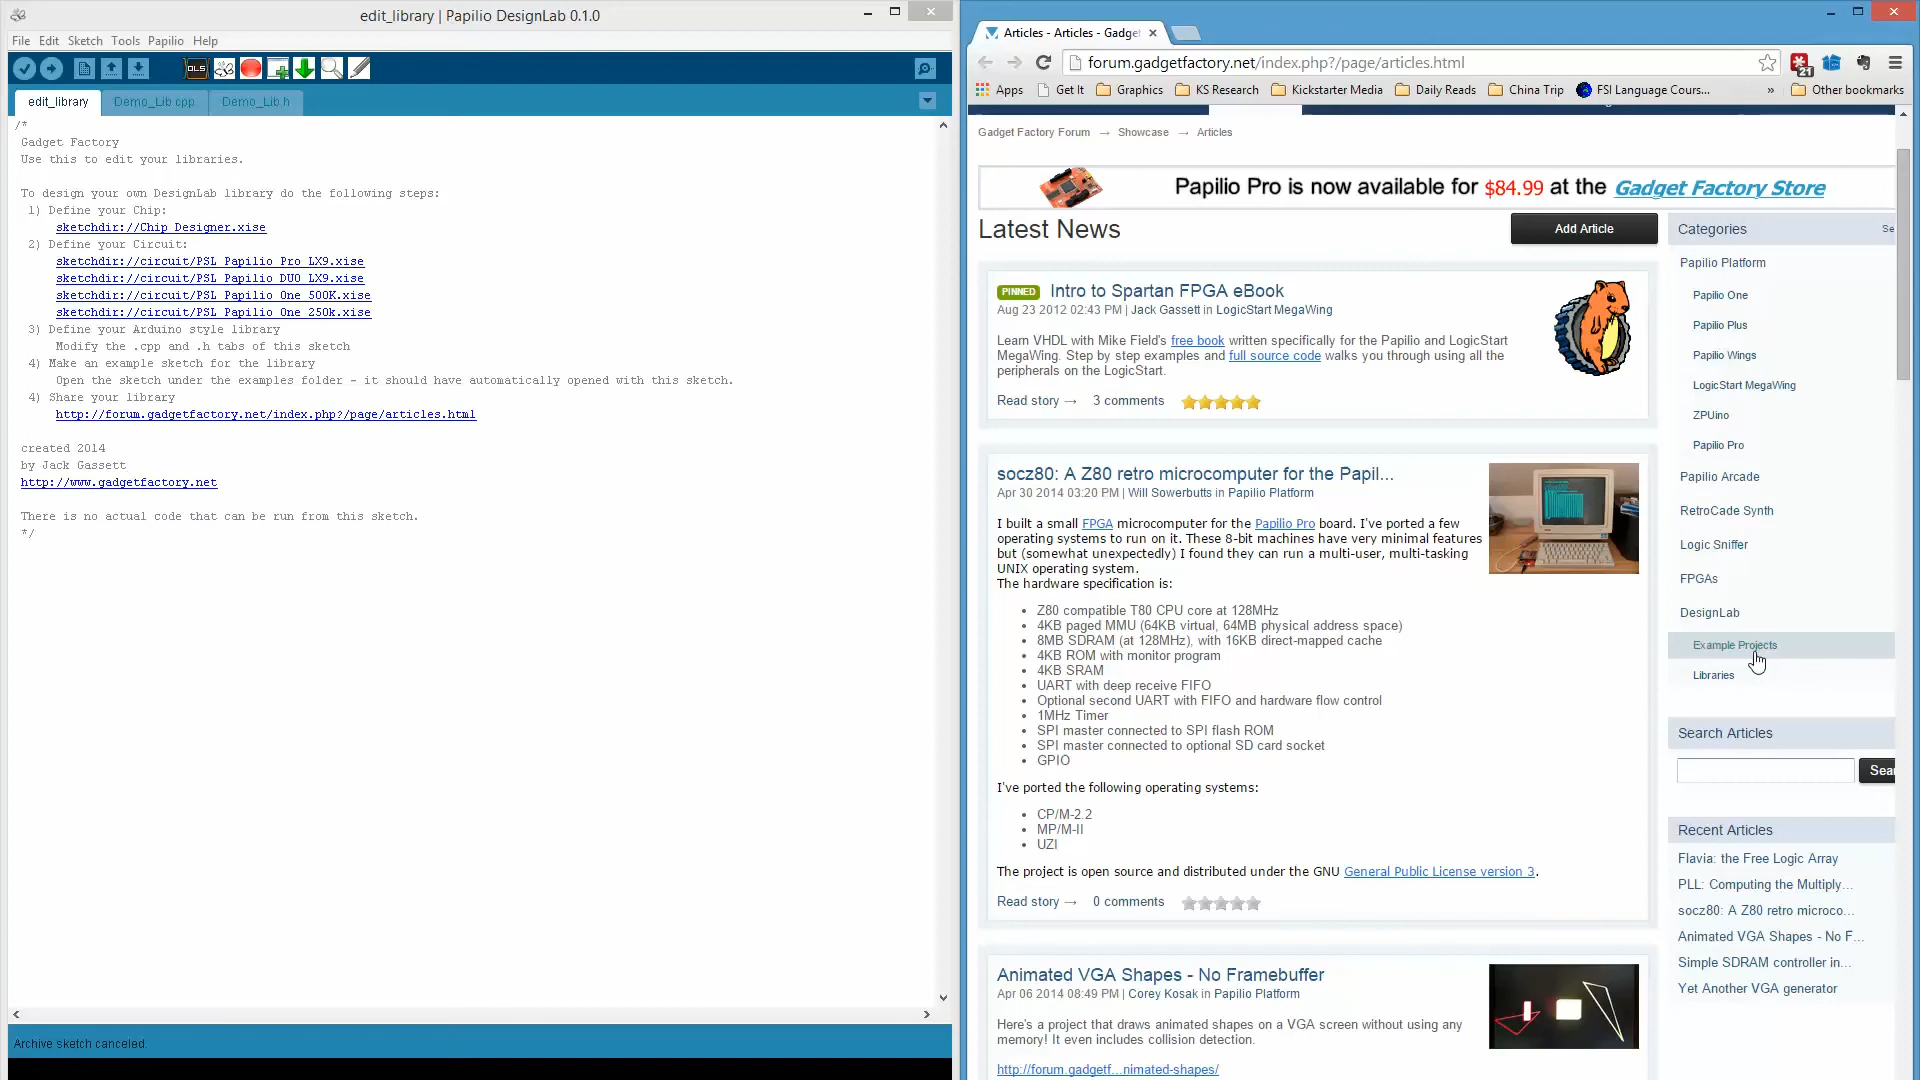 edit_library | Papilio DesignLab 0.1.0
File Edit Sketch Tools Papilio Help
OLS
edit_library Demo_Lib.cpp Demo_Lib.h
/*
Gadget Factory
Use this to edit your libraries.
To design your own DesignLab library do the following steps:
1) Define your Chip:
sketchdir://Chip_Designer.xise
2) Define your Circuit:
sketchdir://circuit/PSL_Papilio_Pro_LX9.xise
sketchdir://circuit/PSL_Papilio_DUO_LX9.xise
sketchdir://circuit/PSL_Papilio_One_500K.xise
sketchdir://circuit/PSL_Papilio_One_250k.xise
3) Define your Arduino style library
Modify the .cpp and .h tabs of this sketch
4) Make an example sketch for the library
Open the sketch under the examples folder - it should have automatically opened with this sketch.
4) Share your library
http://forum.gadgetfactory.net/index.php?/page/articles.html
created 2014
by Jack Gassett
http://www.gadgetfactory.net
There is no actual code that can be run from this sketch.
*/
Archive sketch canceled.
Articles - Articles - Gadget
forum.gadgetfactory.net/index.php?/page/articles.html
21
Apps Get It Graphics KS Research Kickstarter Media Daily Reads China Trip FSI Language Cours... » Other bookmarks
Gadget Factory Forum → Showcase → Articles
Papilio Pro is now available for $84.99 at the Gadget Factory Store
Latest News
Add Article
PINNED Intro to Spartan FPGA eBook
Aug 23 2012 02:43 PM | Jack Gassett in LogicStart MegaWing
Learn VHDL with Mike Field's free book written specifically for the Papilio and LogicStart
MegaWing. Step by step examples and full source code walks you through using all the
peripherals on the LogicStart.
Read story → 3 comments
socz80: A Z80 retro microcomputer for the Papil...
Apr 30 2014 03:20 PM | Will Sowerbutts in Papilio Platform
I built a small FPGA microcomputer for the Papilio Pro board. I've ported a few
operating systems to run on it. These 8-bit machines have very minimal features
but (somewhat unexpectedly) I found they can run a multi-user, multi-tasking
UNIX operating system.
The hardware specification is:
• Z80 compatible T80 CPU core at 128MHz
• 4KB paged MMU (64KB virtual, 64MB physical address space)
• 8MB SDRAM (at 128MHz), with 16KB direct-mapped cache
• 4KB ROM with monitor program
• 4KB SRAM
• UART with deep receive FIFO
• Optional second UART with FIFO and hardware flow control
• 1MHz Timer
• SPI master connected to SPI flash ROM
• SPI master connected to optional SD card socket
• GPIO
I've ported the following operating systems:
• CP/M-2.2
• MP/M-II
• UZI
The project is open source and distributed under the GNU General Public License version 3.
Read story → 0 comments
Animated VGA Shapes - No Framebuffer
Apr 06 2014 08:49 PM | Corey Kosak in Papilio Platform
Here's a project that draws animated shapes on a VGA screen without using any
memory! It even includes collision detection.
http://forum.gadgetf...nimated-shapes/
Categories Se
Papilio Platform
Papilio One
Papilio Plus
Papilio Wings
LogicStart MegaWing
ZPUino
Papilio Pro
Papilio Arcade
RetroCade Synth
Logic Sniffer
FPGAs
DesignLab
Example Projects
Libraries
Search Articles
Sear
Recent Articles
Flavia: the Free Logic Array
PLL: Computing the Multiply...
socz80: A Z80 retro microco...
Animated VGA Shapes - No F...
Simple SDRAM controller in...
Yet Another VGA generator